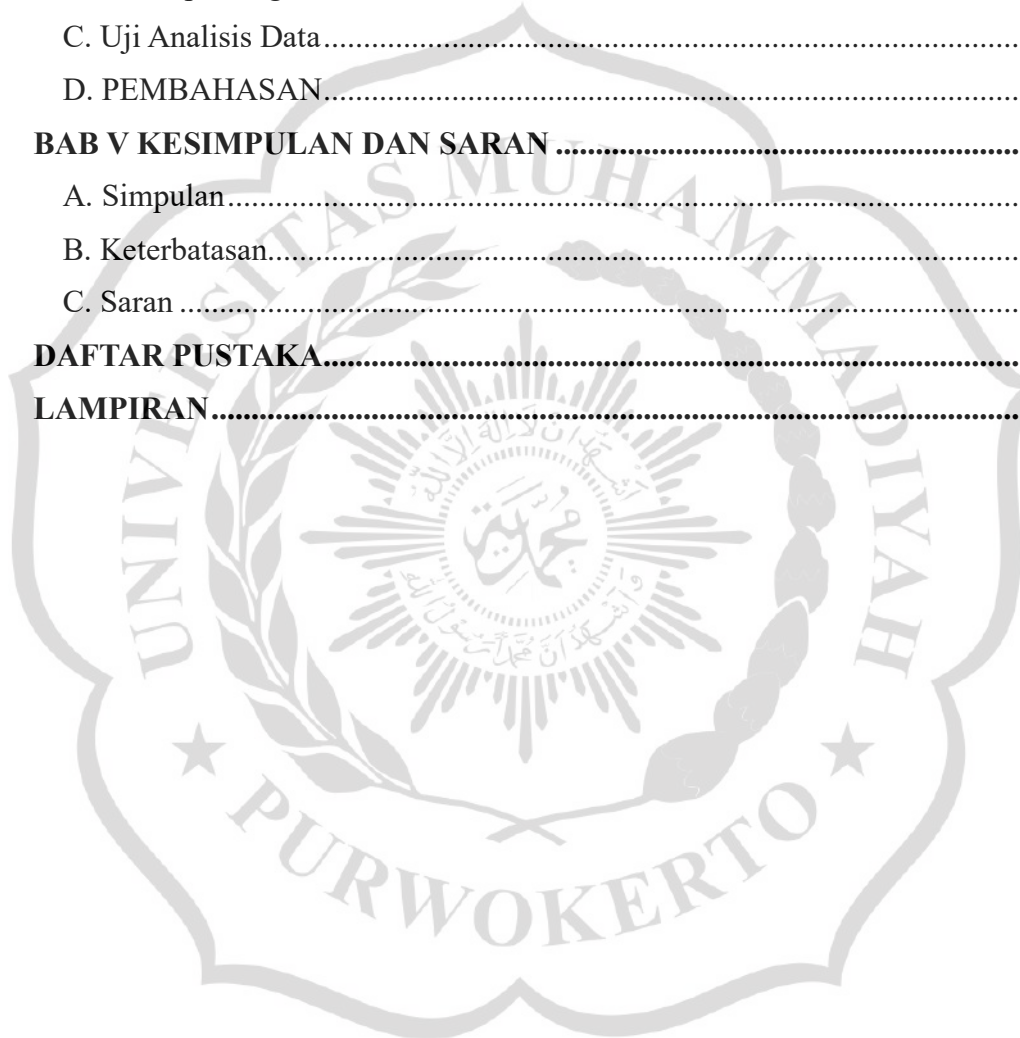 C. Uji Analisis Data........................................................................
D. PEMBAHASAN........................................................................
BAB V KESIMPULAN DAN SARAN ................................................
A. Simpulan...................................................................................
B. Keterbatasan..............................................................................
C. Saran ........................................................................................
DAFTAR PUSTAKA........................................................................
LAMPIRAN....................................................................................
UNIVERSITAS MUHAMMADIYAH
★ PURWOKERTO ★